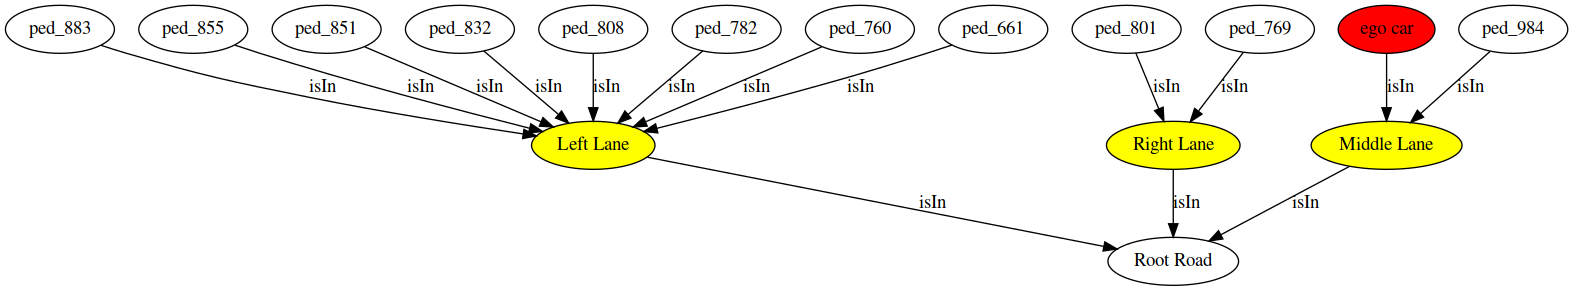 ped_883 ped_855 ped_851 ped_832 ped_808 ped_782 ped_760 ped_661 ped_801 ped_769 ego car ped_984
isIn isIn isIn isIn isIn isIn isIn isIn isIn isIn isIn isIn
Left Lane Right Lane Middle Lane
isIn isIn isIn
Root Road